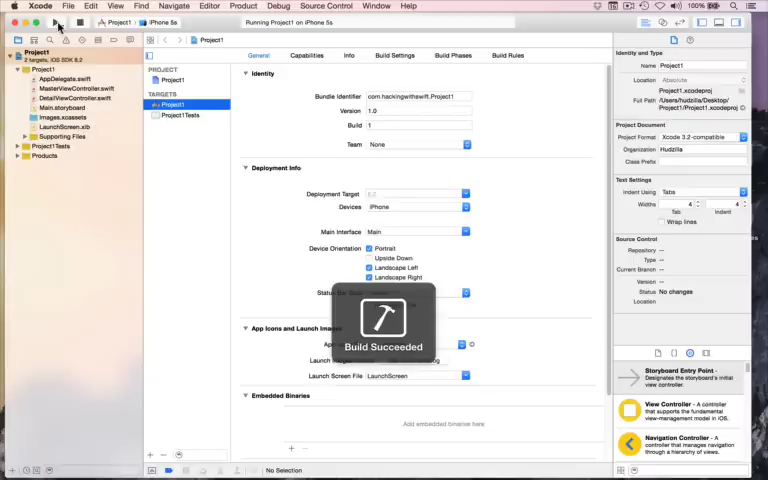 Xcode File Edit View Find Navigate Editor Product Debug Source Control Window Help 100%
Project1 iPhone 5s Running Project1 on iPhone 5s
Project1
2 targets, iOS SDK 8.2
Project1
AppDelegate.swift
MasterViewController.swift
DetailViewController.swift
Main.storyboard
Images.xcassets
LaunchScreen.xib
Supporting Files
Project1Tests
Products
Project1
General Capabilities Info Build Settings Build Phases Build Rules
PROJECT
Project1
TARGETS
Project1
Project1Tests
Identity
Bundle Identifier com.hackingwithswift.Project1
Version 1.0
Build 1
Team None
Deployment Info
Deployment Target 8.2
Devices iPhone
Main Interface Main
Device Orientation Portrait
Upside Down
Landscape Left
Landscape Right
Build Succeeded
App Icons and Launch Images
Launch Screen File LaunchScreen
Embedded Binaries
Add embedded binaries here
No Selection
Identity and Type
Name Project1
Location Absolute
Project1.xcodeproj
Full Path /Users/hudzilla/Desktop/
Project1/Project1.xcodeproj
Project Document
Project Format Xcode 3.2-compatible
Organization Hudzilla
Class Prefix
Text Settings
Indent Using Tabs
Widths 4 4
Tab Indent
Wrap lines
Source Control
Repository --
Type --
Current Branch --
Version --
Status No changes
Location
Storyboard Entry Point -
Designates the storyboard's initial
view controller.
View Controller - A controller
that supports the fundamental
view-management model in iOS.
Navigation Controller - A
controller that manages navigation
through a hierarchy of views.